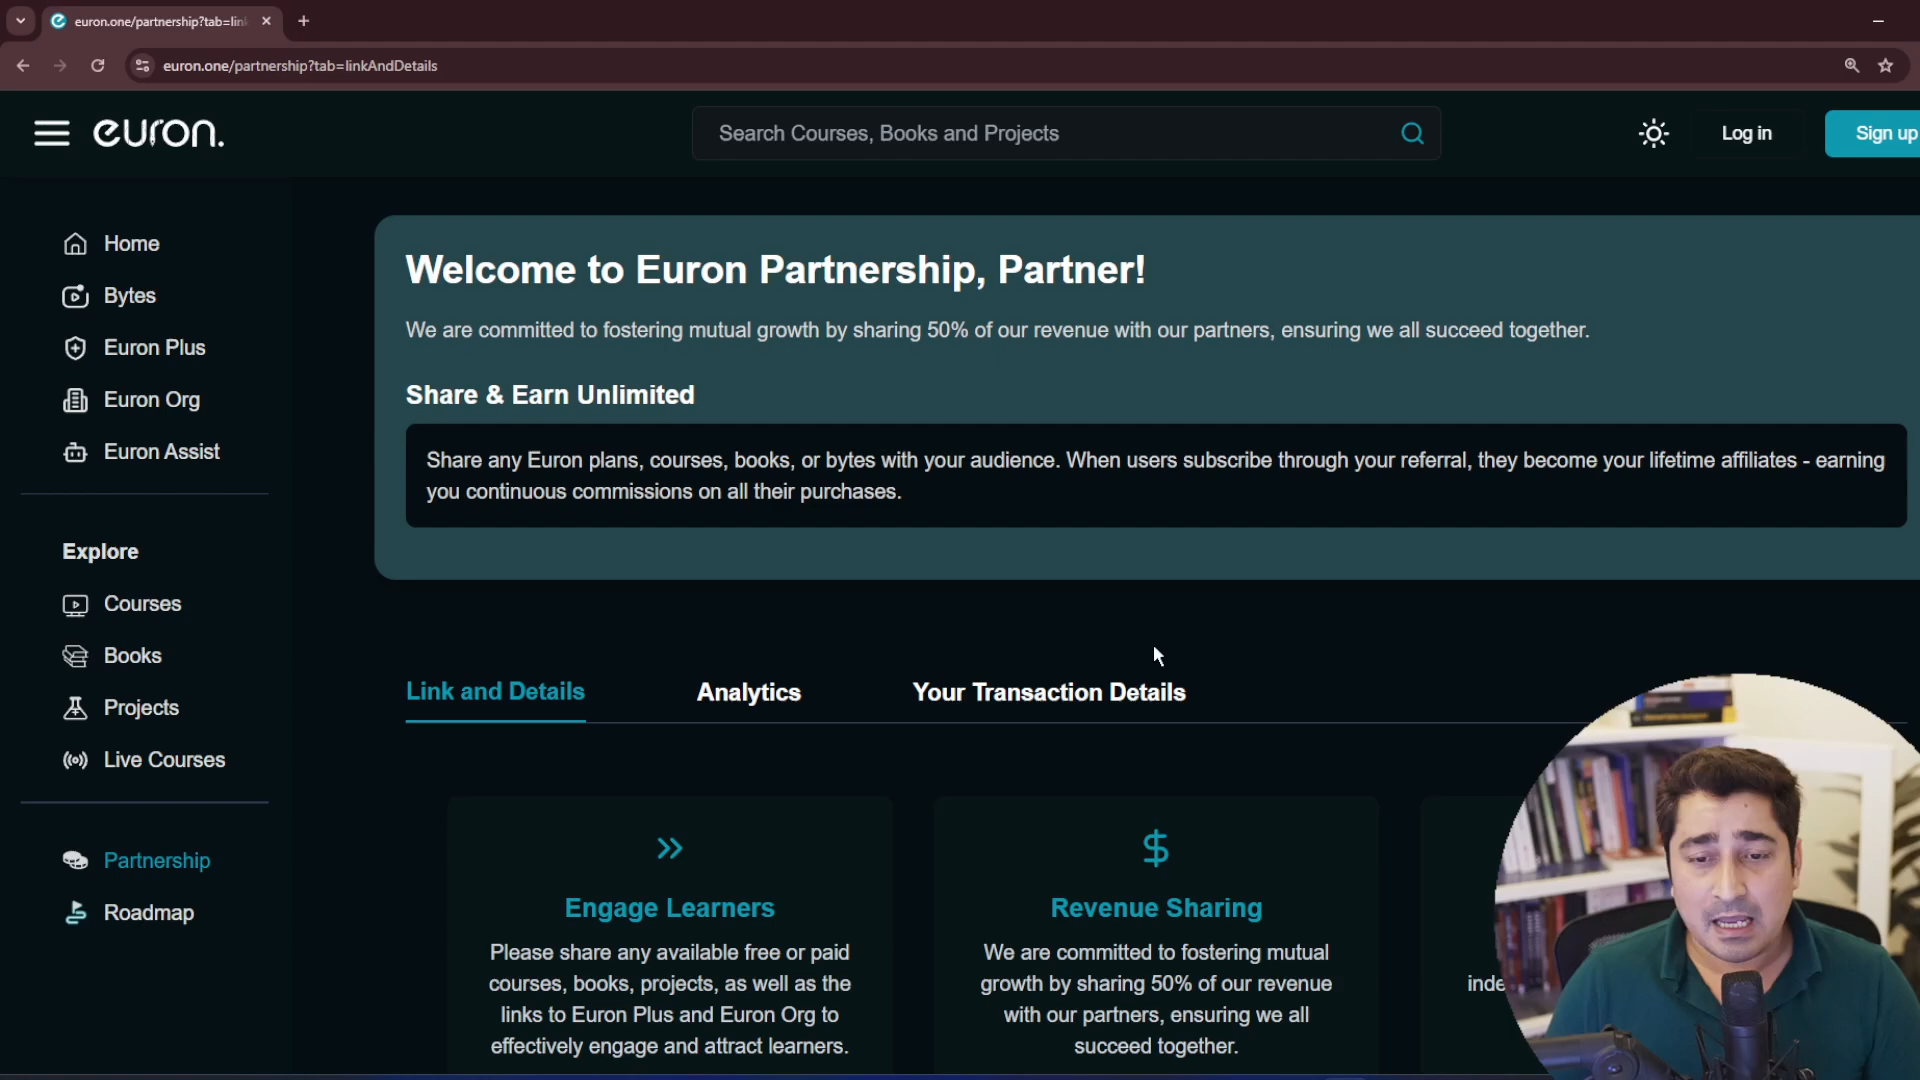 euron.one/partnership?tab=lin
euron.one/partnership?tab=linkAndDetails
euron.
Search Courses, Books and Projects
Log in
Sign up
Home
Bytes
Euron Plus
Euron Org
Euron Assist
Explore
Courses
Books
Projects
Live Courses
Partnership
Roadmap
Welcome to Euron Partnership, Partner!
We are committed to fostering mutual growth by sharing 50% of our revenue with our partners, ensuring we all succeed together.
Share & Earn Unlimited
Share any Euron plans, courses, books, or bytes with your audience. When users subscribe through your referral, they become your lifetime affiliates - earning
you continuous commissions on all their purchases.
Link and Details
Analytics
Your Transaction Details
Engage Learners
Please share any available free or paid
courses, books, projects, as well as the
links to Euron Plus and Euron Org to
effectively engage and attract learners.
Revenue Sharing
We are committed to fostering mutual
growth by sharing 50% of our revenue
with our partners, ensuring we all
succeed together.
inde